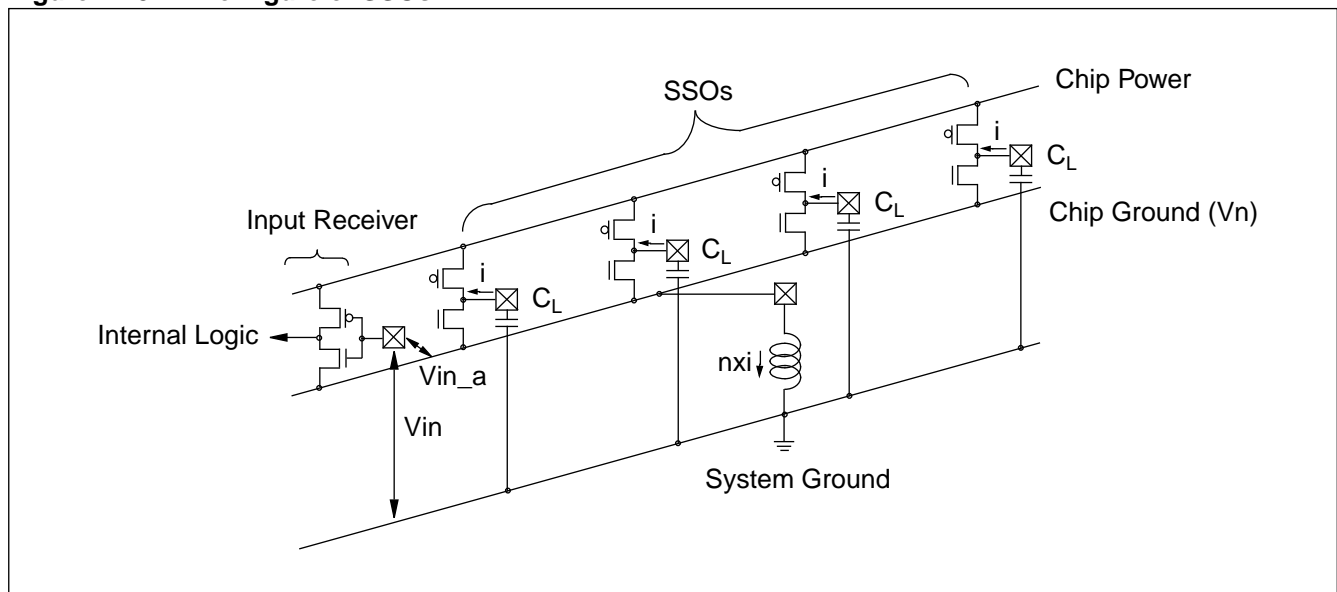 SSOs
Chip Power
i
C_L
i
C_L
Chip Ground (Vn)
Input Receiver
i
C_L
i
C_L
Internal Logic
Vin_a
nxi
Vin
System Ground